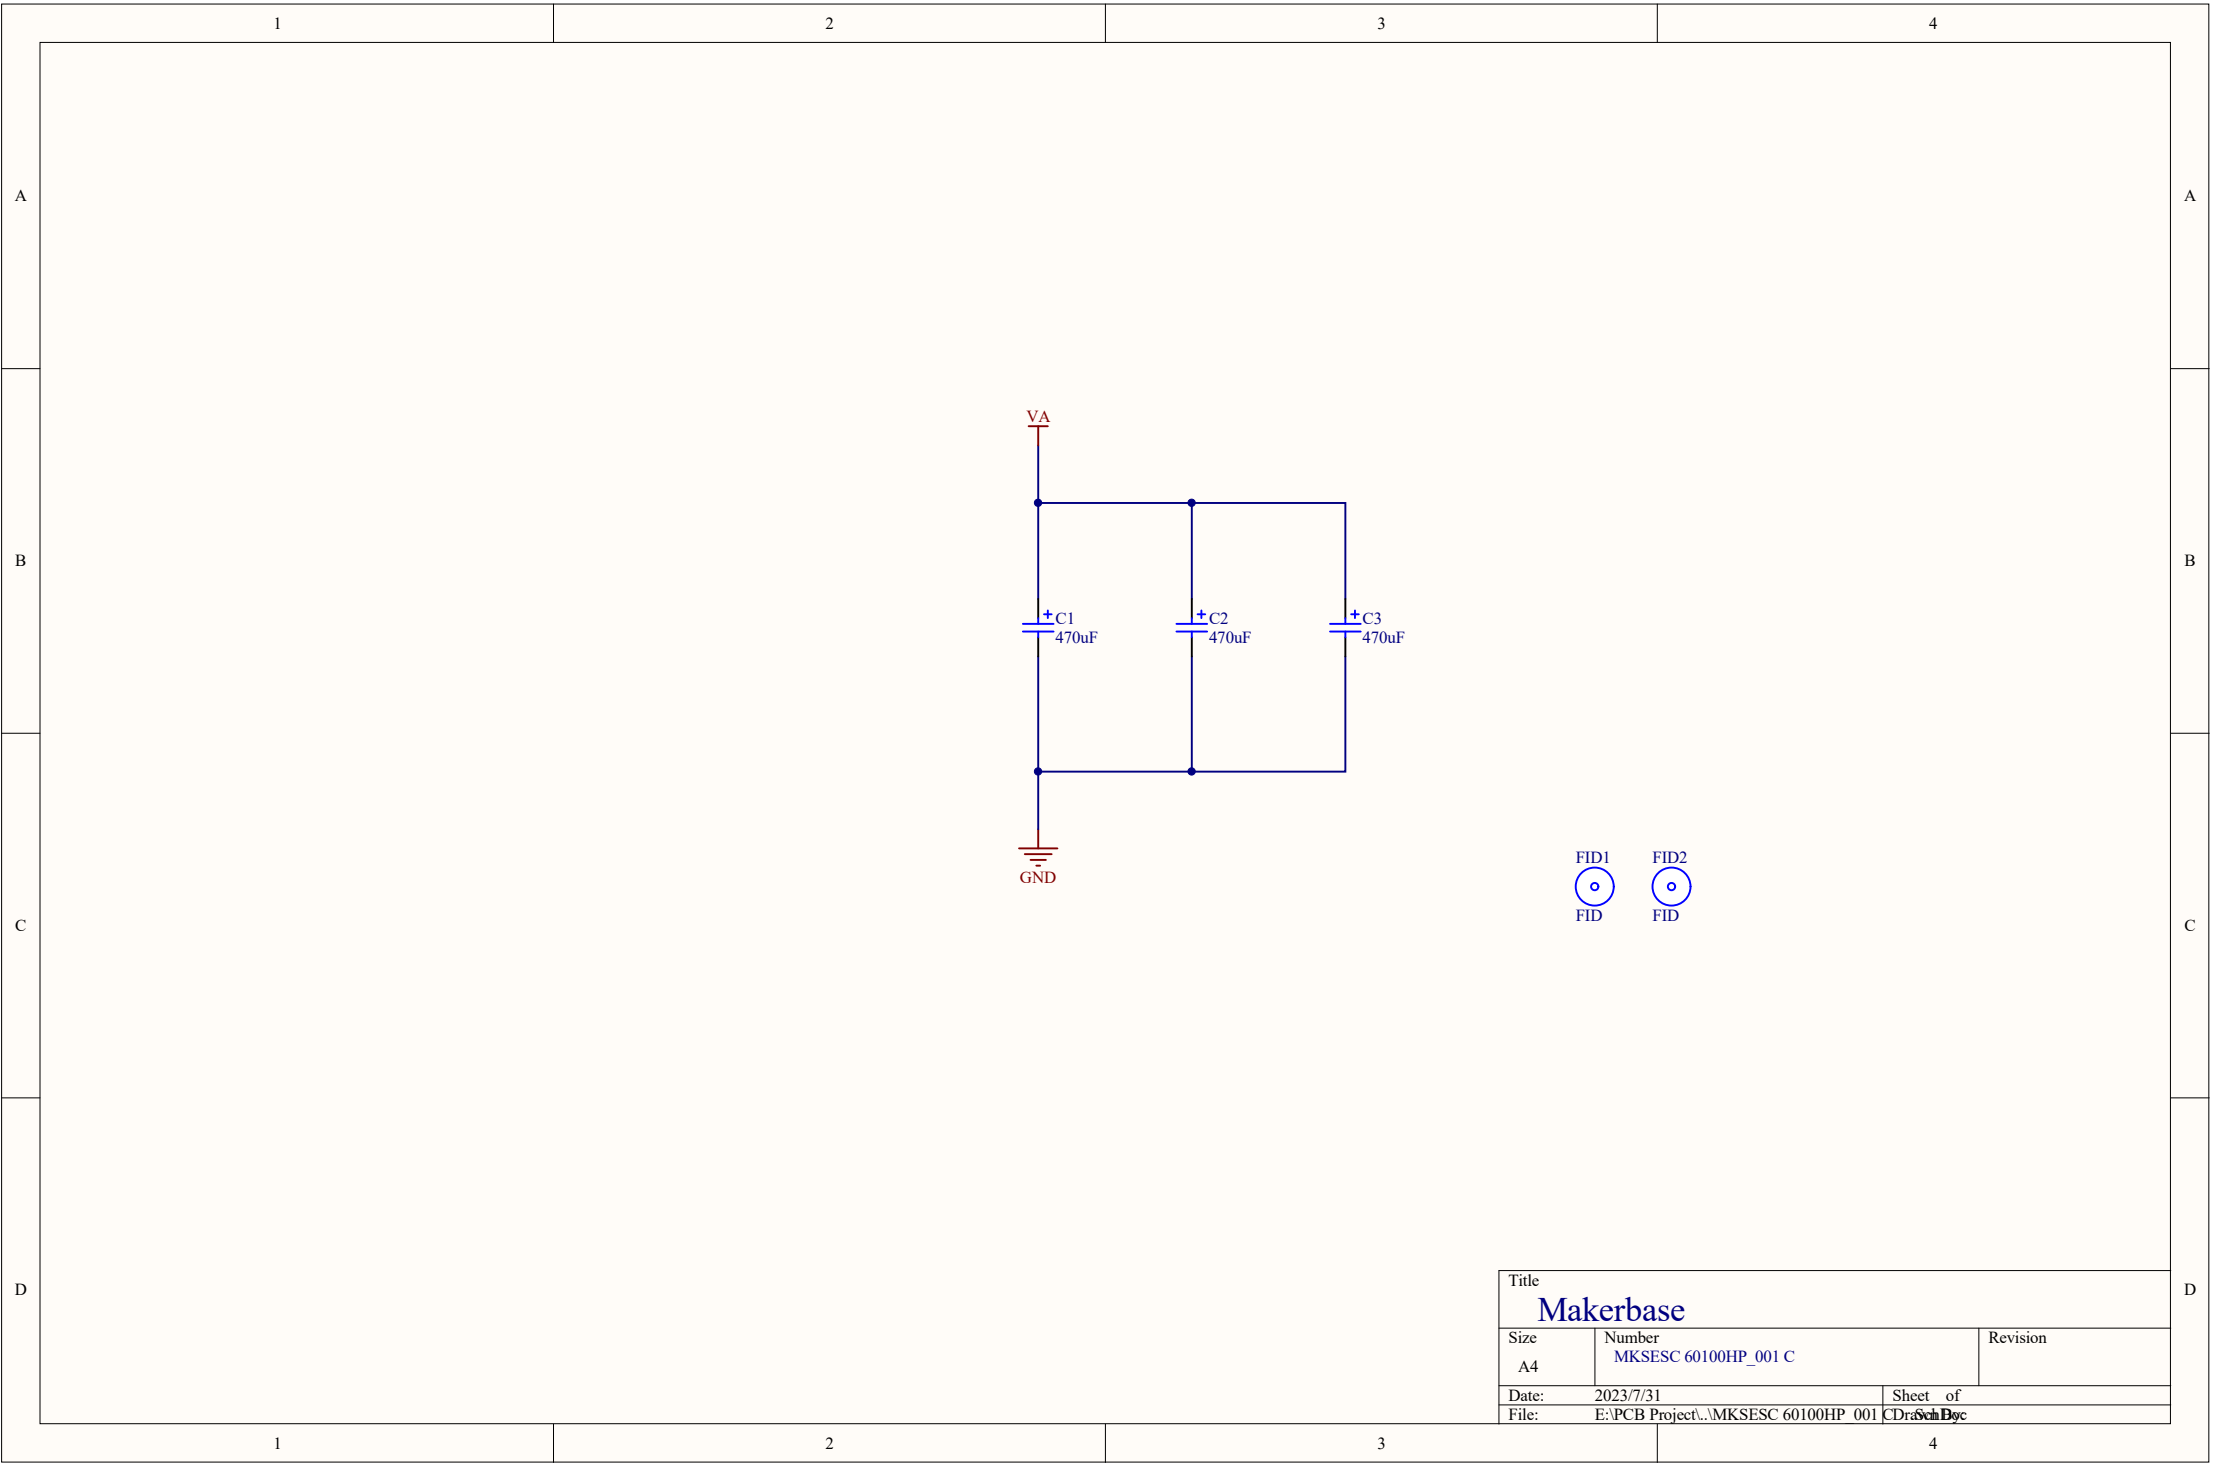 1 2 3 4
A A
VA
B B
+ C1 + C2 + C3
470uF 470uF 470uF
GND
FID1 FID2
FID FID
C C
Title
Makerbase
D D
Size Number Revision
MKSESC 60100HP_001 C
A4
Date: 2023/7/31 Sheet of
File: E:\PCB Project\..\MKSESC 60100HP_001 C
1 2 3 4